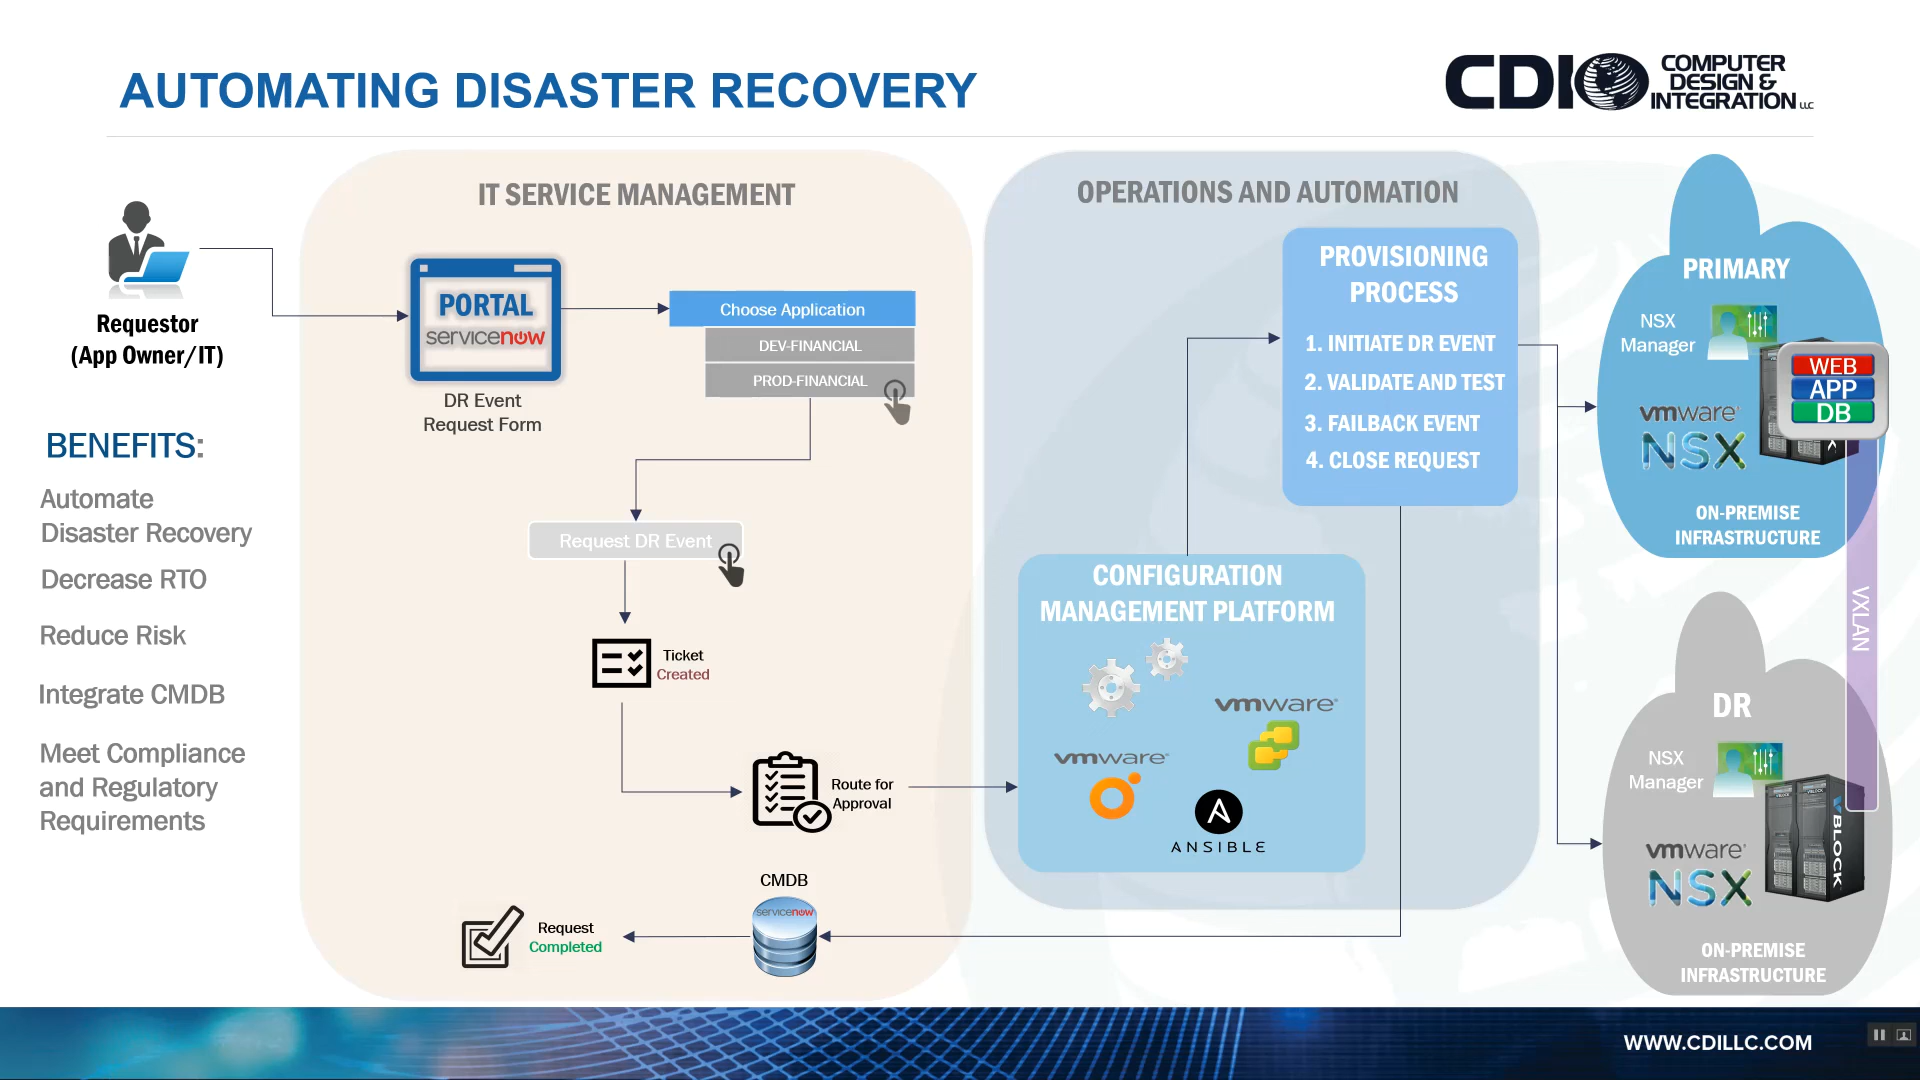 AUTOMATING DISASTER RECOVERY
CDI
COMPUTER
DESIGN &
INTEGRATION LLC
Requestor
(App Owner/IT)
BENEFITS:
Automate
Disaster Recovery
Decrease RTO
Reduce Risk
Integrate CMDB
Meet Compliance
and Regulatory
Requirements
IT SERVICE MANAGEMENT
PORTAL
servicenow
DR Event
Request Form
Choose Application
DEV-FINANCIAL
PROD-FINANCIAL
Request DR Event
Ticket
Created
Route for
Approval
CMDB
servicenow
Request
Completed
OPERATIONS AND AUTOMATION
PROVISIONING
PROCESS
1. INITIATE DR EVENT
2. VALIDATE AND TEST
3. FAILBACK EVENT
4. CLOSE REQUEST
CONFIGURATION
MANAGEMENT PLATFORM
vmware
vmware
A
ANSIBLE
PRIMARY
NSX
Manager
WEB
APP
DB
vmware
NSX
ON-PREMISE
INFRASTRUCTURE
VXLAN
DR
NSX
Manager
VBLOCK
vmware
NSX
ON-PREMISE
INFRASTRUCTURE
WWW.CDILLC.COM